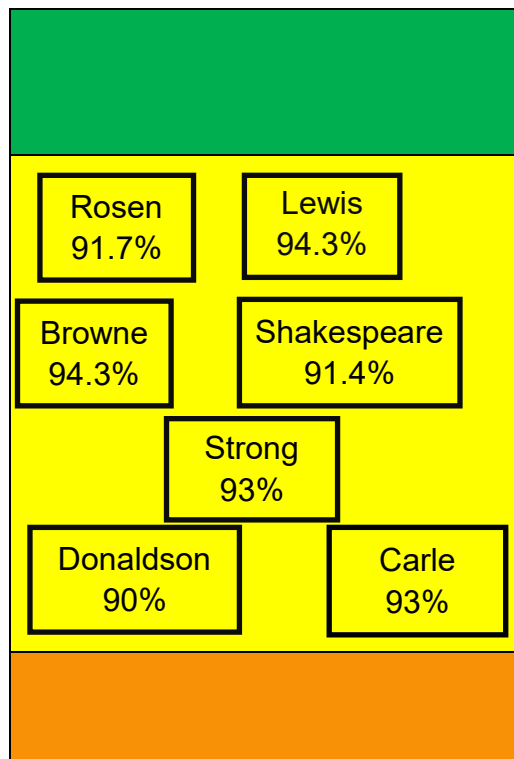 Rosen
91.7%
Lewis
94.3%
Browne
94.3%
Shakespeare
91.4%
Strong
93%
Donaldson
90%
Carle
93%